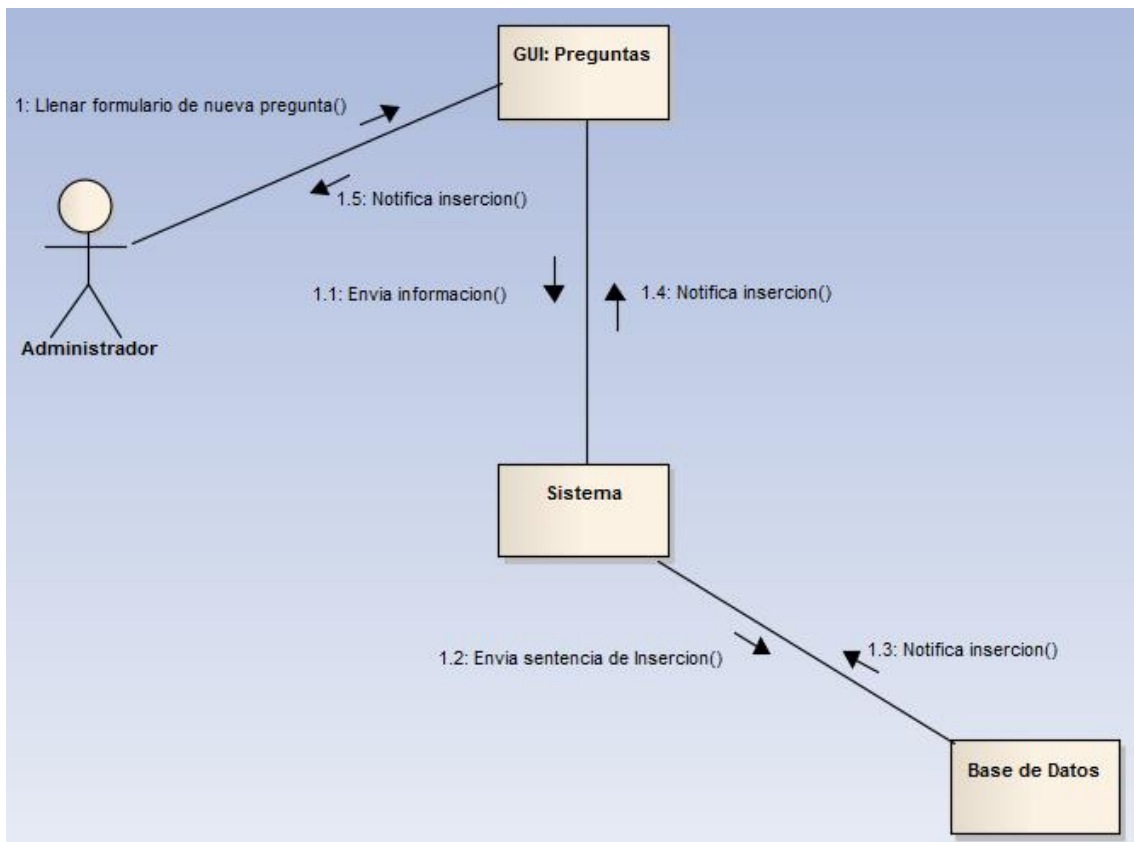 GUI: Preguntas
1: Llenar formulario de nueva pregunta()
1.5: Notifica insercion()
1.1: Envia informacion()
1.4: Notifica insercion()
Administrador
Sistema
1.2: Envia sentencia de Insercion()
1.3: Notifica insercion()
Base de Datos